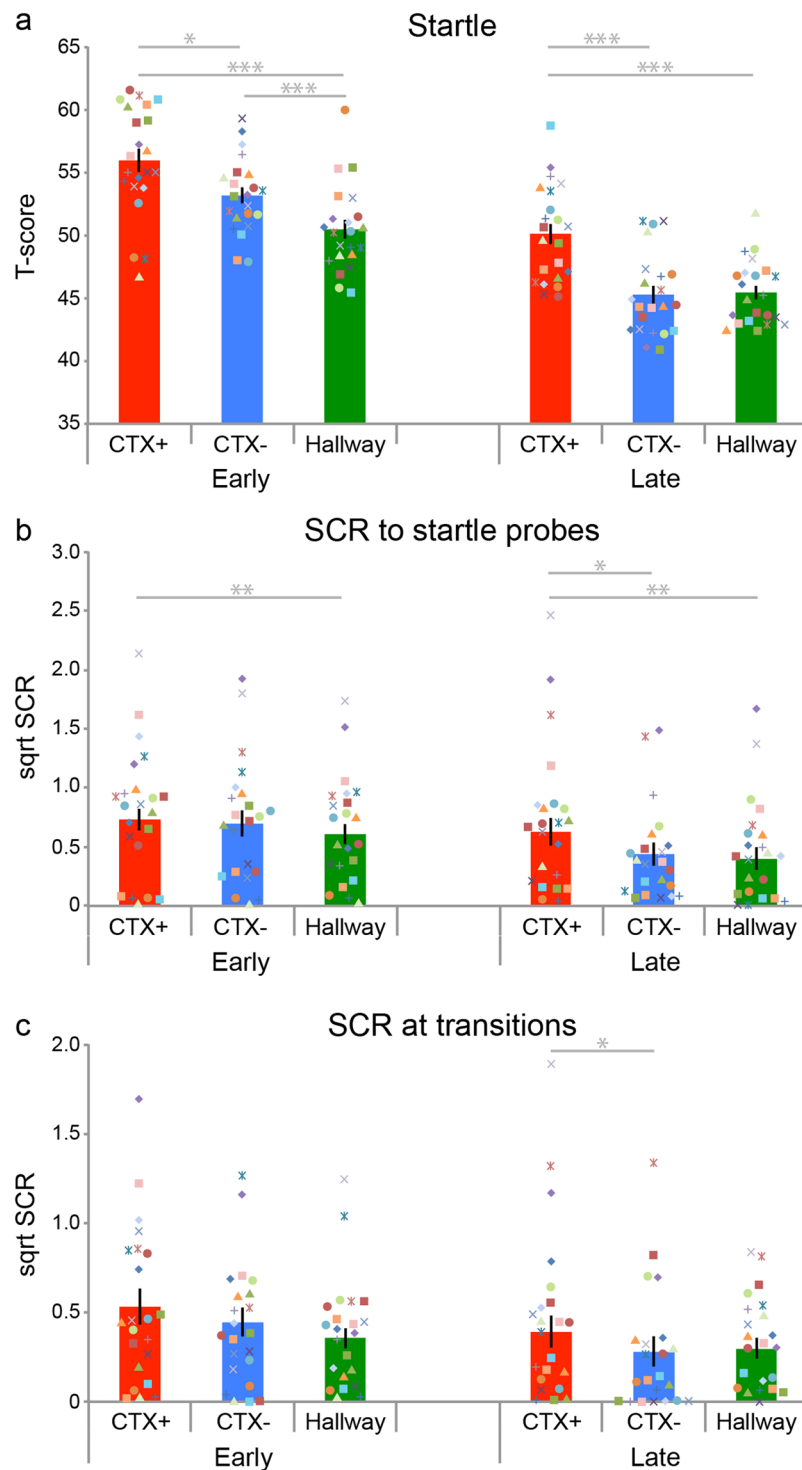 a
Startle
* *** *** *** ***
65
60
55
50
45
40
35
T-score
CTX+ CTX- Hallway CTX+ CTX- Hallway
Early Late
b
SCR to startle probes
** * **
3.0
2.5
2.0
1.5
1.0
0.5
0
sqrt SCR
CTX+ CTX- Hallway CTX+ CTX- Hallway
Early Late
c
SCR at transitions
*
2.0
1.5
1.0
0.5
0
sqrt SCR
CTX+ CTX- Hallway CTX+ CTX- Hallway
Early Late